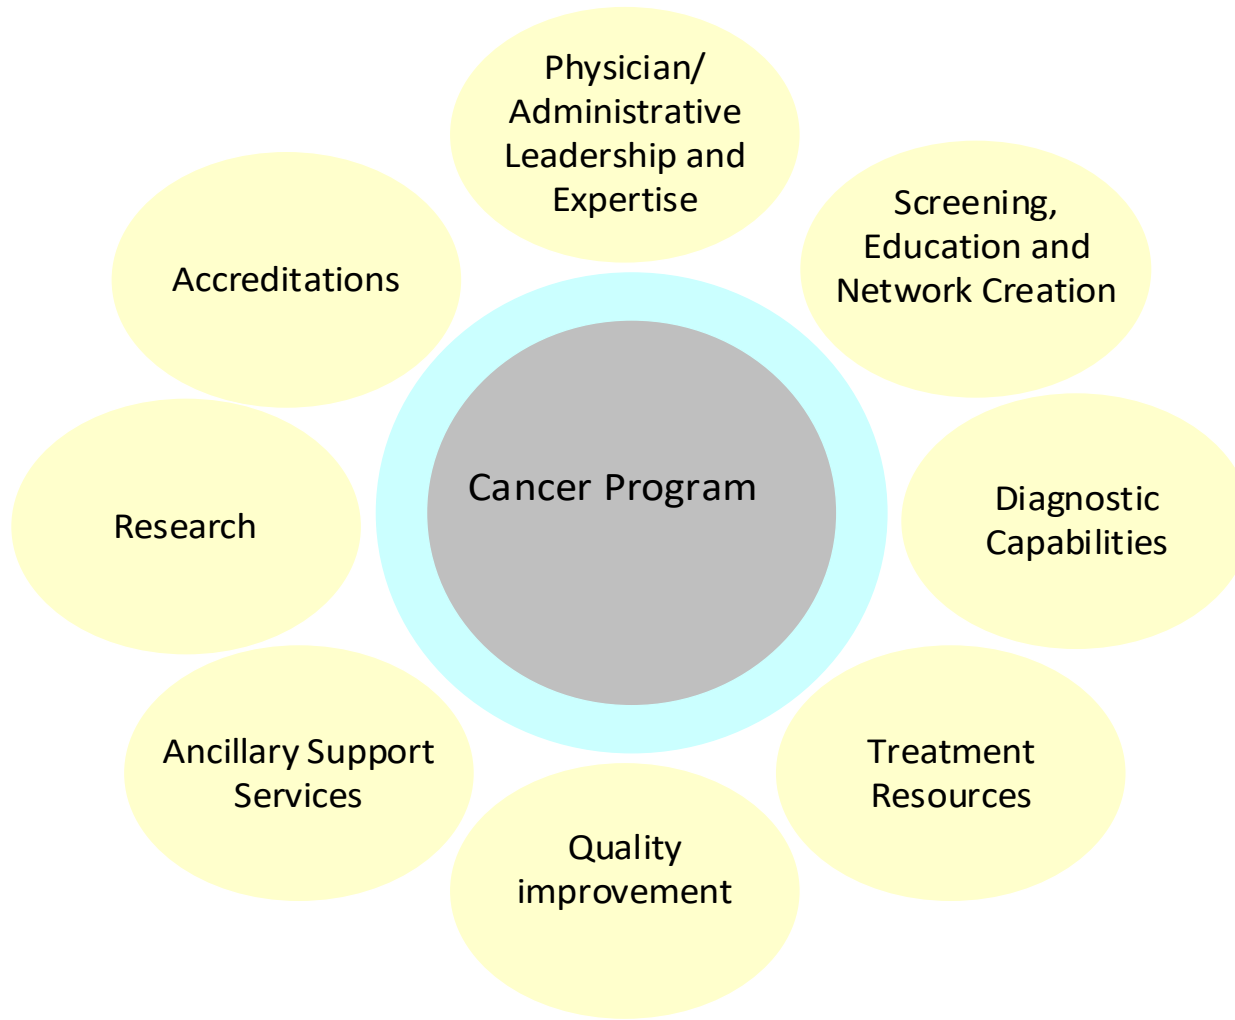 Physician/
Administrative
Leadership and
Expertise
Screening,
Education and
Network Creation
Accreditations
Cancer Program
Diagnostic
Capabilities
Research
Ancillary Support
Services
Treatment
Resources
Quality
improvement